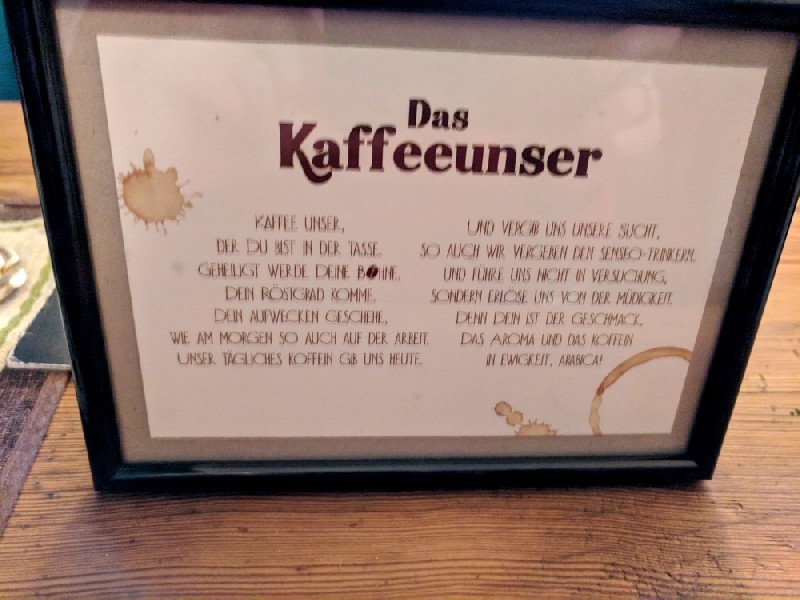 Das
Kaffeeunser
KAFFEE UNSER,
DER DU BIST IN DER TASSE.
GEHEILIGT WERDE DEINE BOHNE.
DEIN RÖSTGRAD KOMME,
DEIN AUFWECKEN GESCHEHE,
WIE AM MORGEN SO AUCH AUF DER ARBEIT.
UNSER TÄGLICHES KOFFEIN GIB UNS HEUTE.
UND VERGIB UNS UNSERE SUCHT,
SO AUCH WIR VERGEBEN DEN SENSEO-TRINKERN.
UND FÜHRE UNS NICHT IN VERSUCHUNG,
SONDERN ERLÖSE UNS VON DER MÜDIGKEIT.
DENN DEIN IST DER GESCHMACK,
DAS AROMA UND DAS KOFFEIN
IN EWIGKEIT, ARABICA!